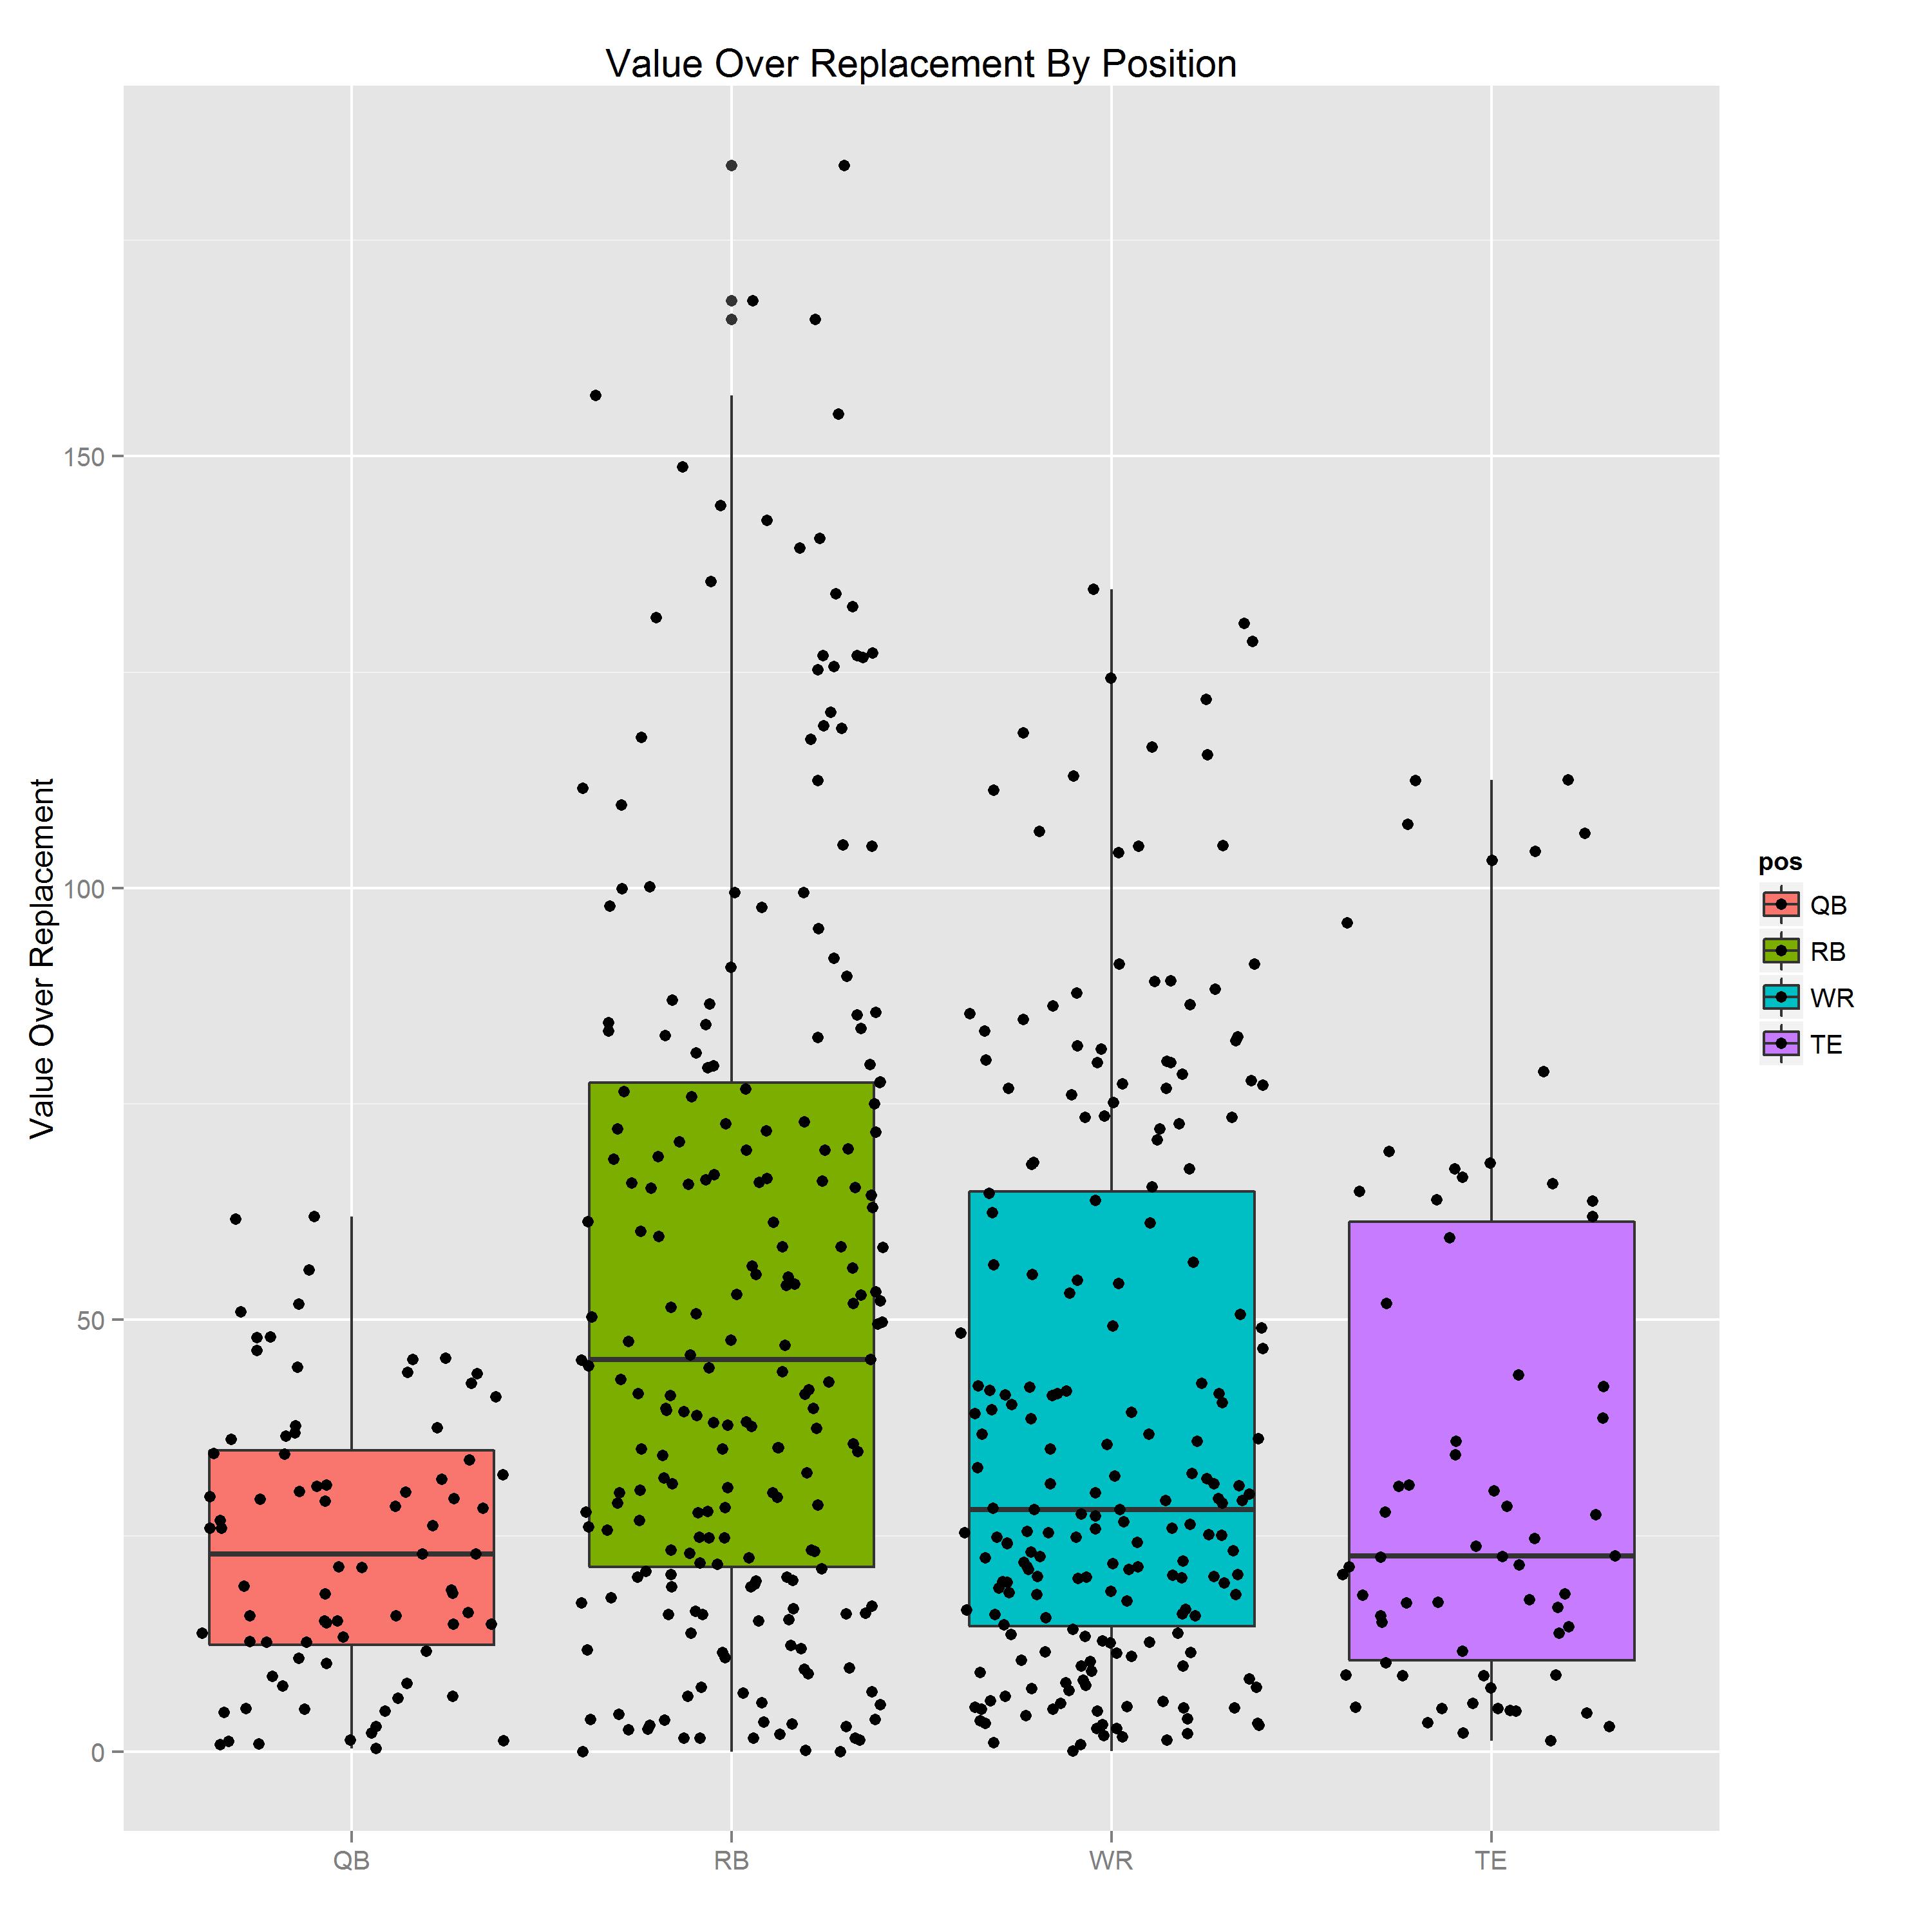 Value Over Replacement By Position
Value Over Replacement
150
100
50
0
QB
RB
WR
TE
pos
QB
RB
WR
TE